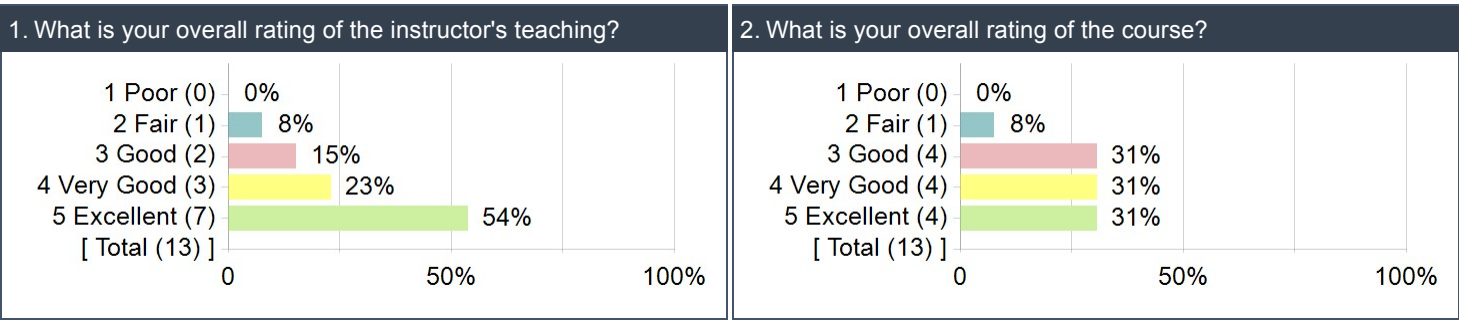 1. What is your overall rating of the instructor's teaching?
1 Poor (0) 0%
2 Fair (1) 8%
3 Good (2) 15%
4 Very Good (3) 23%
5 Excellent (7) 54%
[ Total (13) ]
0 50% 100%
2. What is your overall rating of the course?
1 Poor (0) 0%
2 Fair (1) 8%
3 Good (4) 31%
4 Very Good (4) 31%
5 Excellent (4) 31%
[ Total (13) ]
0 50% 100%